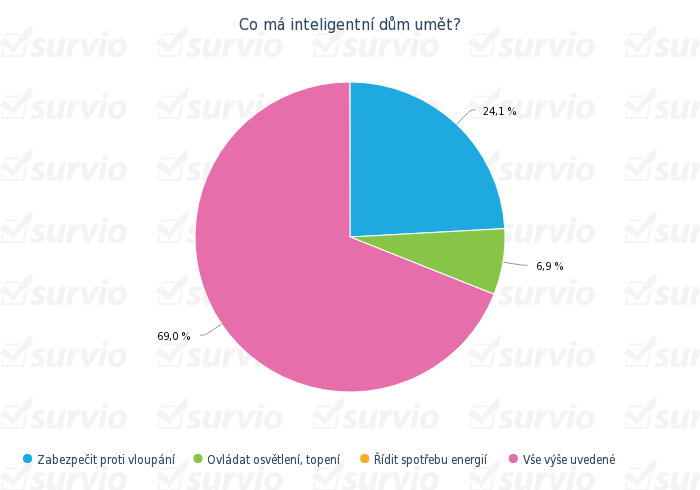 Co má inteligentní dům umět?
24,1 %
6,9 %
69,0 %
Zabezpečit proti vloupání
Ovládat osvětlení, topení
Řídit spotřebu energií
Vše výše uvedené
survio